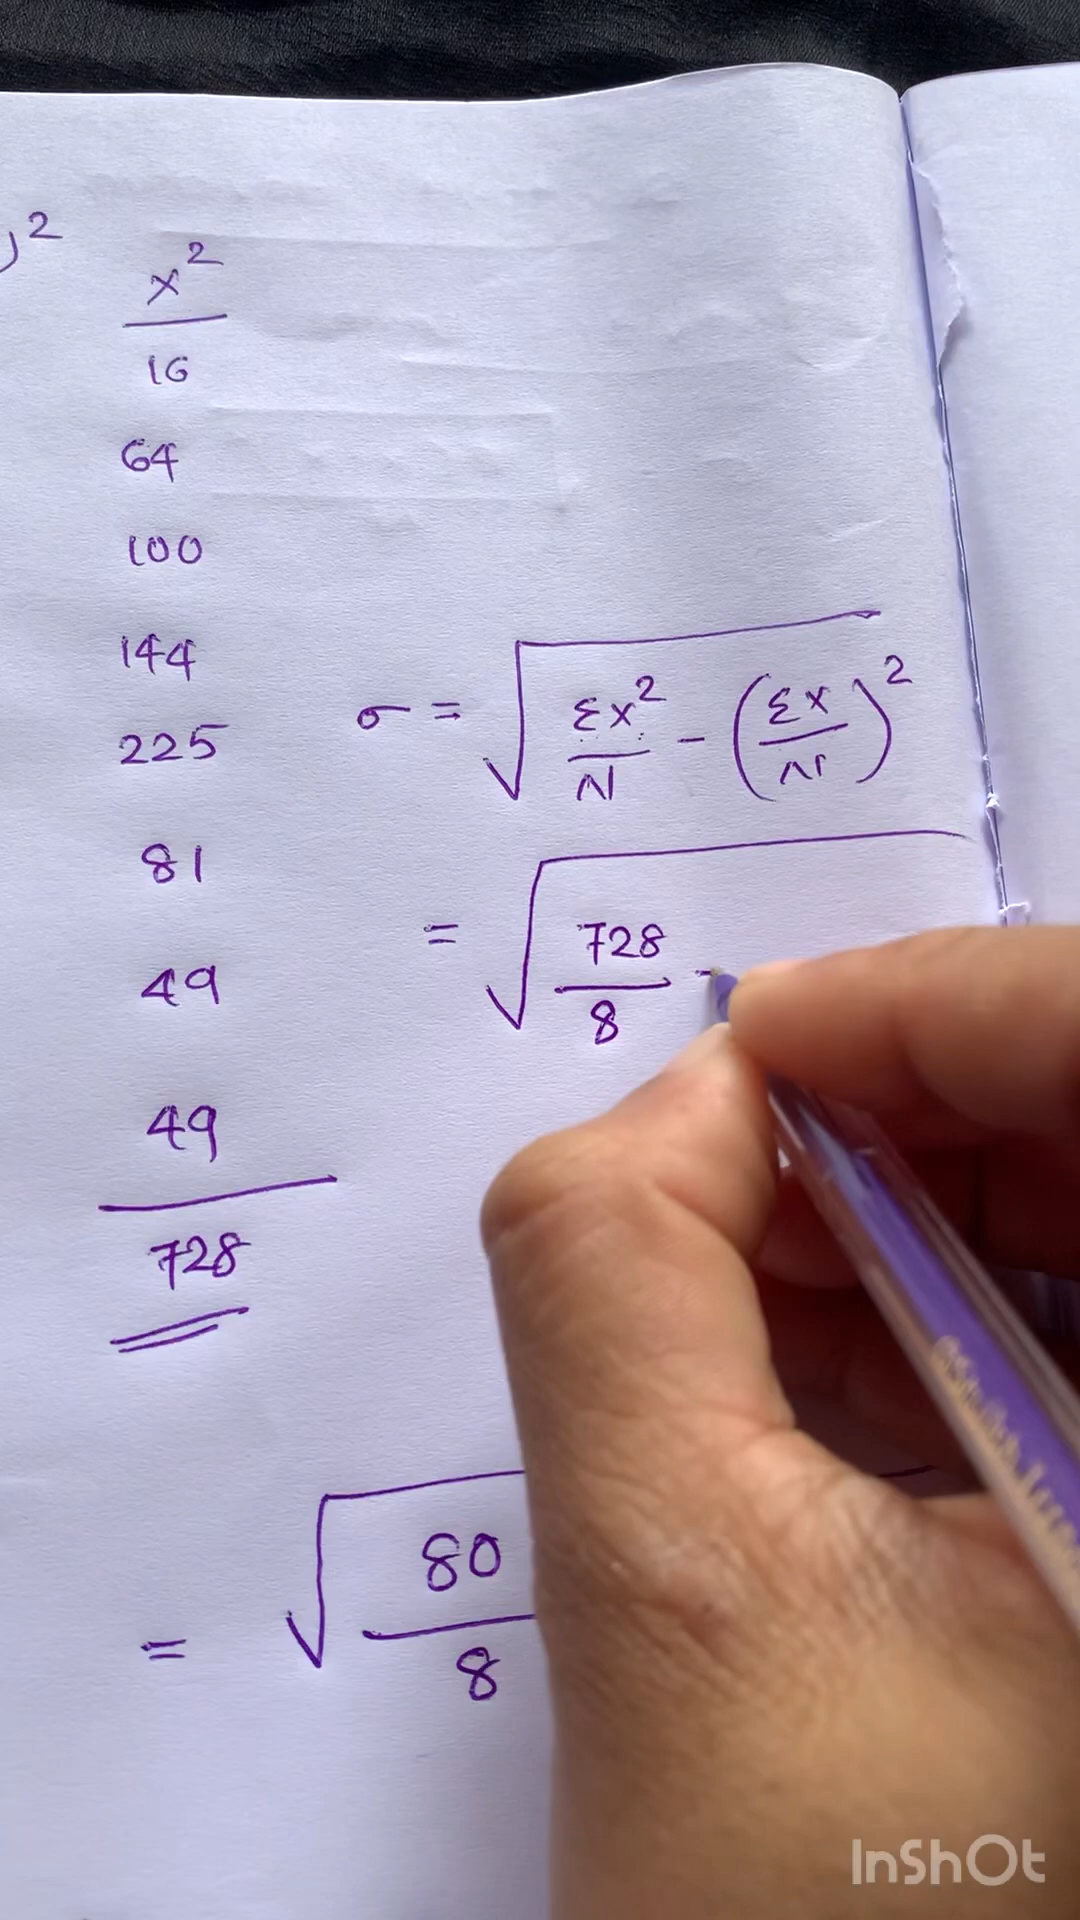 )²
x²
16
64
100
144
225
81
49
49
728
σ = √(Σx²/N - (Σx/N)²)
= √(728/8 -
= √(80/8
InShOt